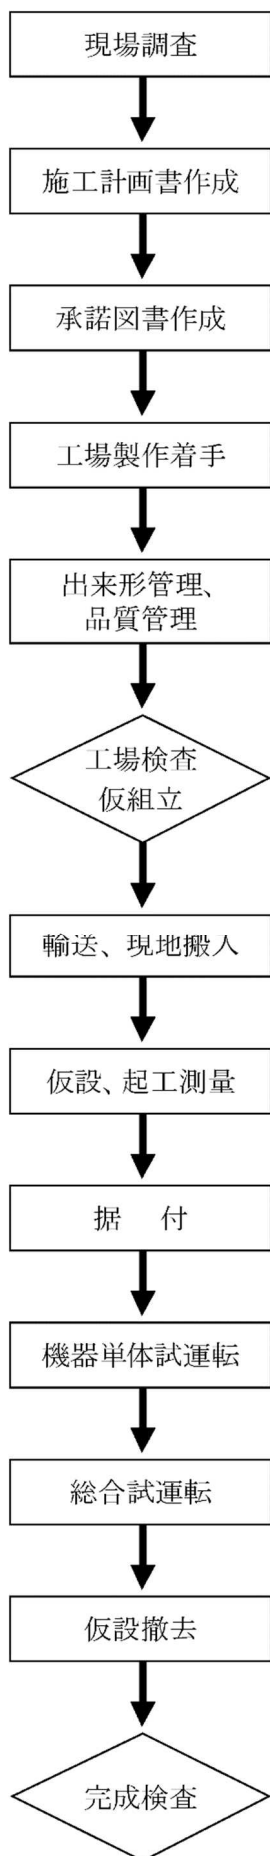 現場調査
施工計画書作成
承諾図書作成
工場製作着手
出来形管理、
品質管理
工場検査
仮組立
輸送、現地搬入
仮設、起工測量
据　付
機器単体試運転
総合試運転
仮設撤去
完成検査